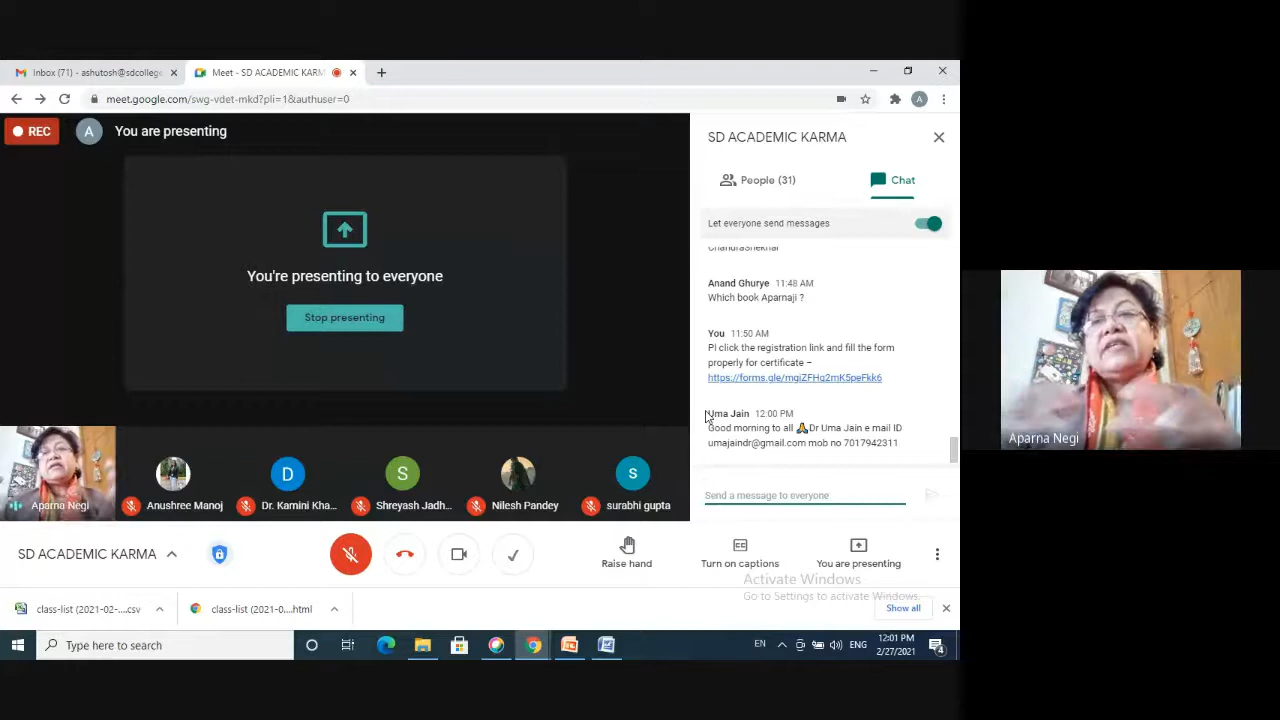 Inbox (71) - ashutosh@sdcolleg
Meet - SD ACADEMIC KARM
meet.google.com/swg-vdet-mkd?pli=1&authuser=0
A
REC
A
You are presenting
You're presenting to everyone
Stop presenting
SD ACADEMIC KARMA
People (31)
Chat
Let everyone send messages
ChandraShekhar
Anand Ghurye 11:48 AM
Which book Aparnaji ?
You 11:50 AM
Pl click the registration link and fill the form
properly for certificate –
https://forms.gle/mgiZFHg2mK5peFkk6
Uma Jain 12:00 PM
Good morning to all 🙏Dr Uma Jain e mail ID
umajaindr@gmail.com mob no 7017942311
Send a message to everyone
D
S
s
Aparna Negi
Anushree Manoj
Dr. Kamini Kha...
Shreyash Jadh...
Nilesh Pandey
surabhi gupta
Aparna Negi
SD ACADEMIC KARMA
Raise hand
Turn on captions
You are presenting
Activate Windows
Go to Settings to activate Windows.
class-list (2021-02-....csv
class-list (2021-0....html
Show all
Type here to search
EN
ENG
12:01 PM
2/27/2021
4